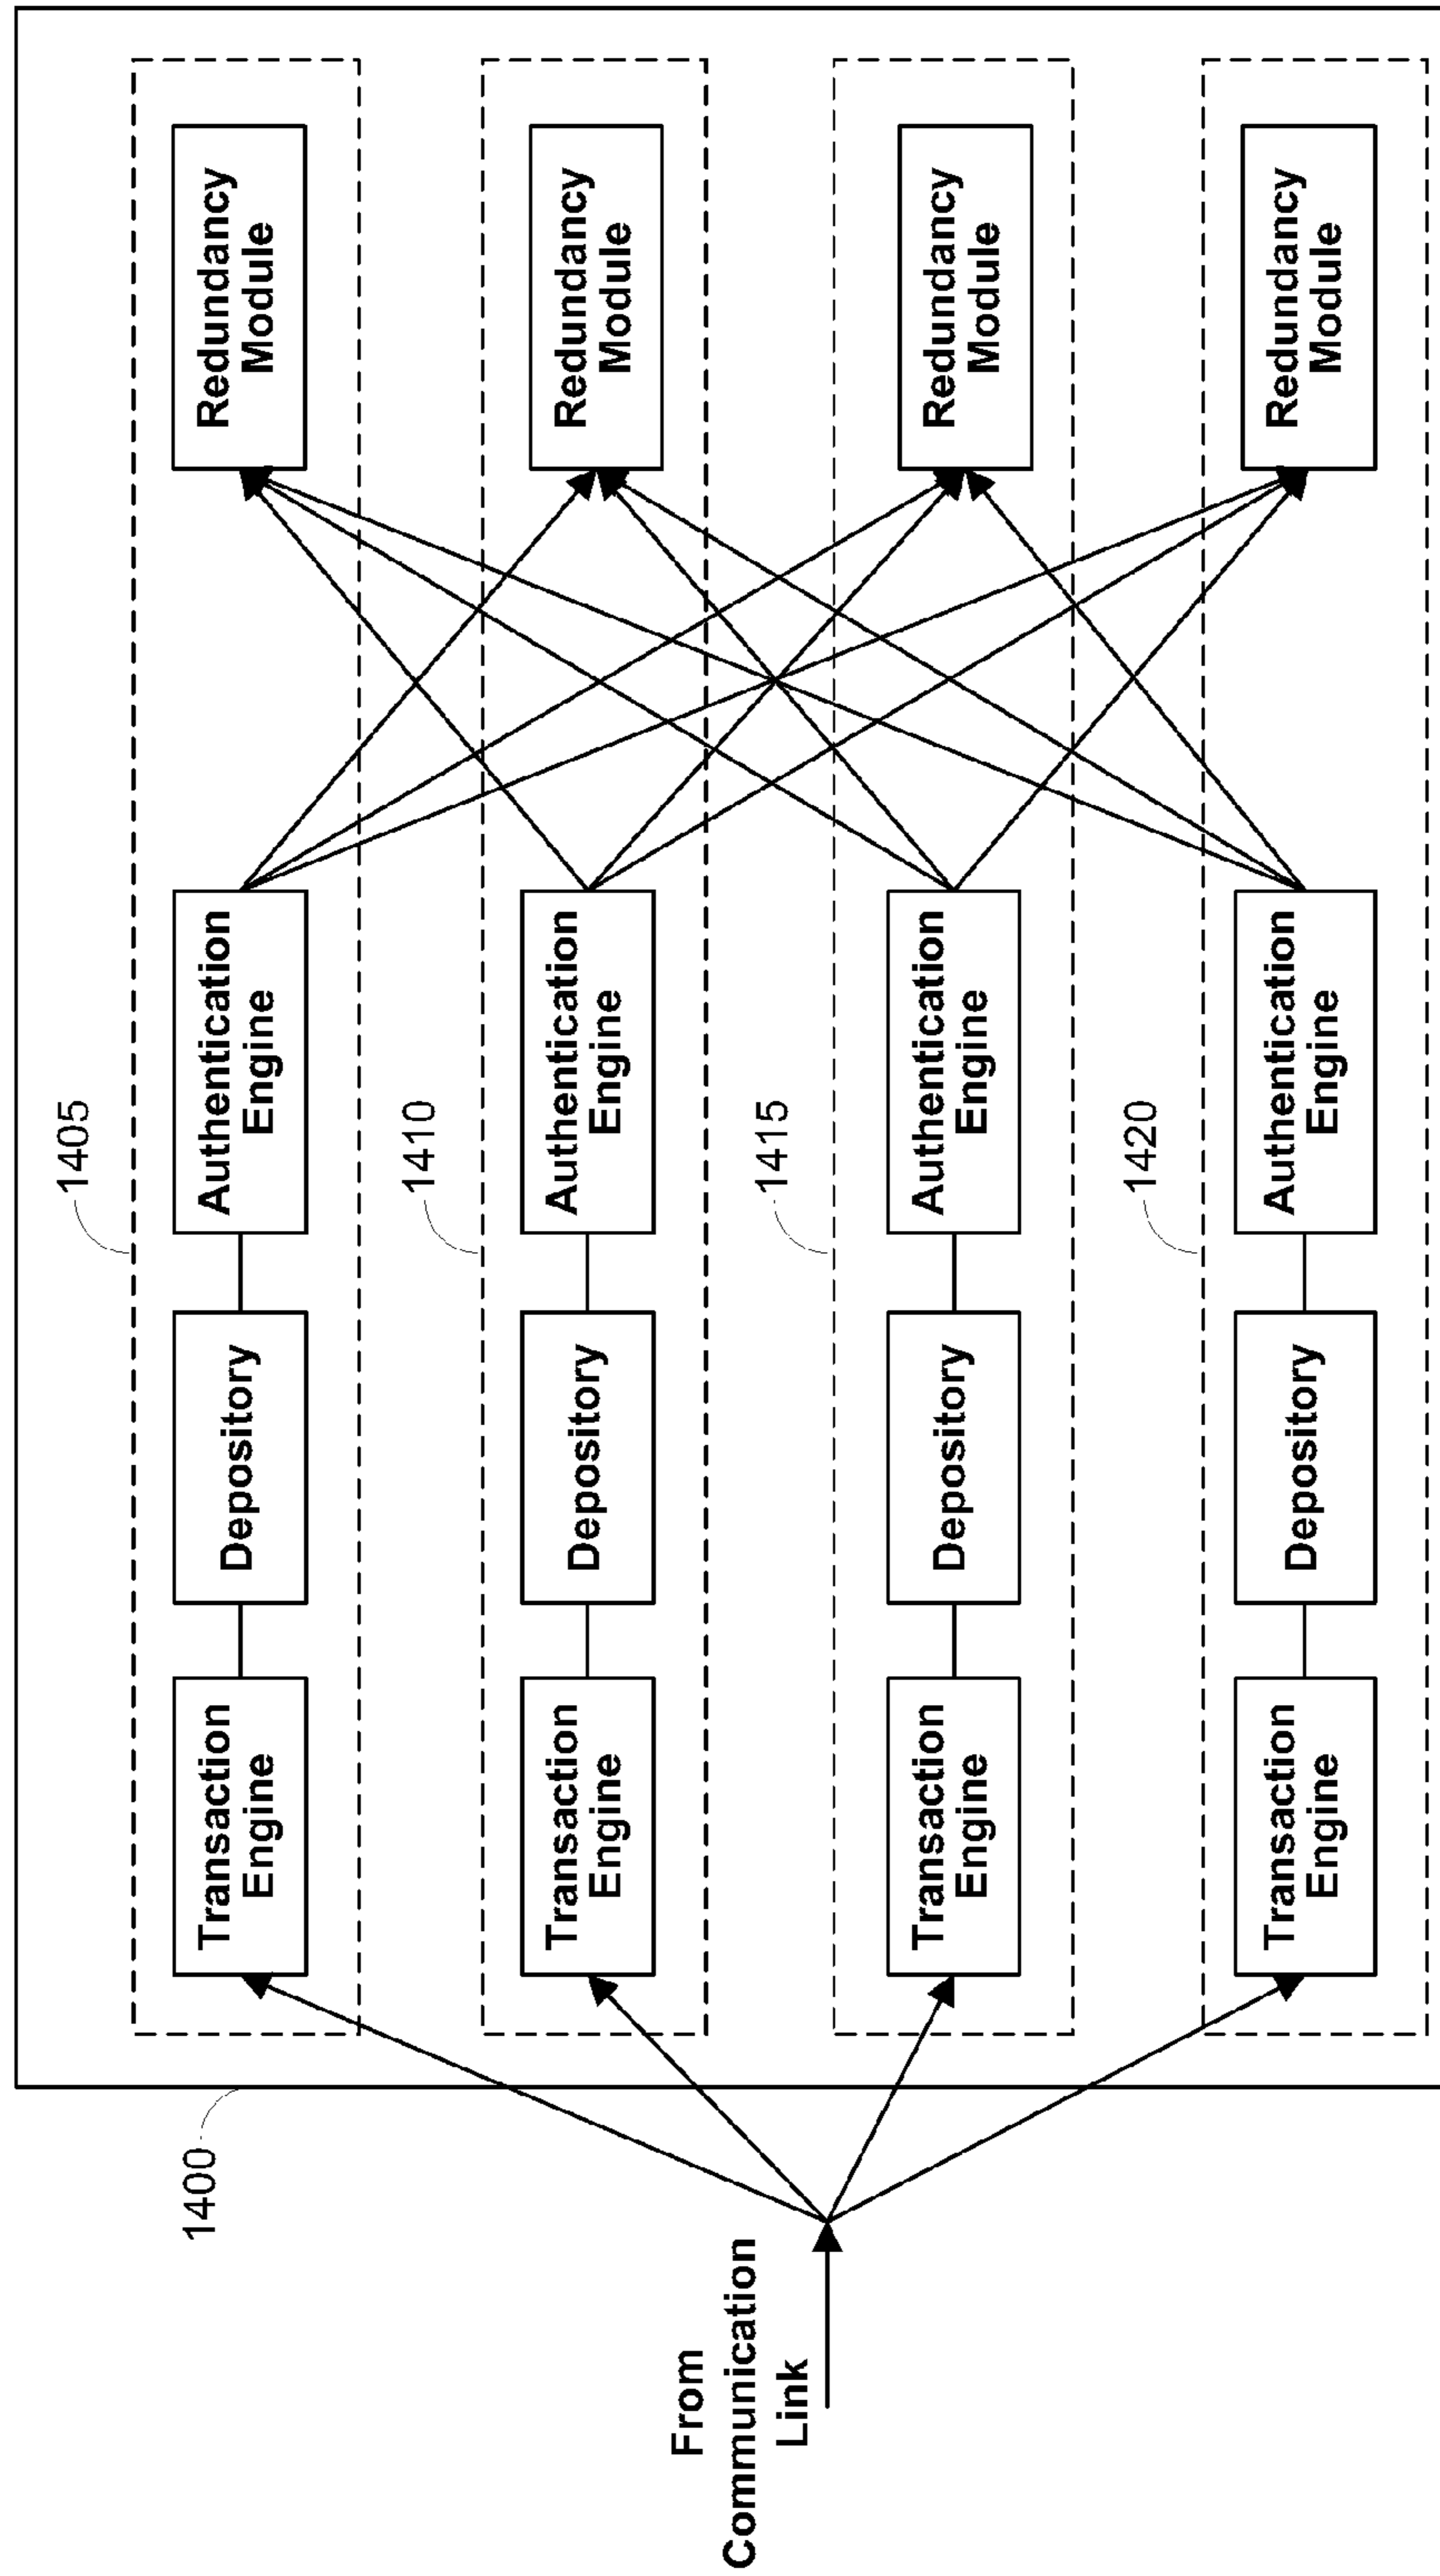 1400
From
Communication
Link
1405
Transaction
Engine
Depository
Authentication
Engine
Redundancy
Module
1410
Transaction
Engine
Depository
Authentication
Engine
Redundancy
Module
1415
Transaction
Engine
Depository
Authentication
Engine
Redundancy
Module
1420
Transaction
Engine
Depository
Authentication
Engine
Redundancy
Module